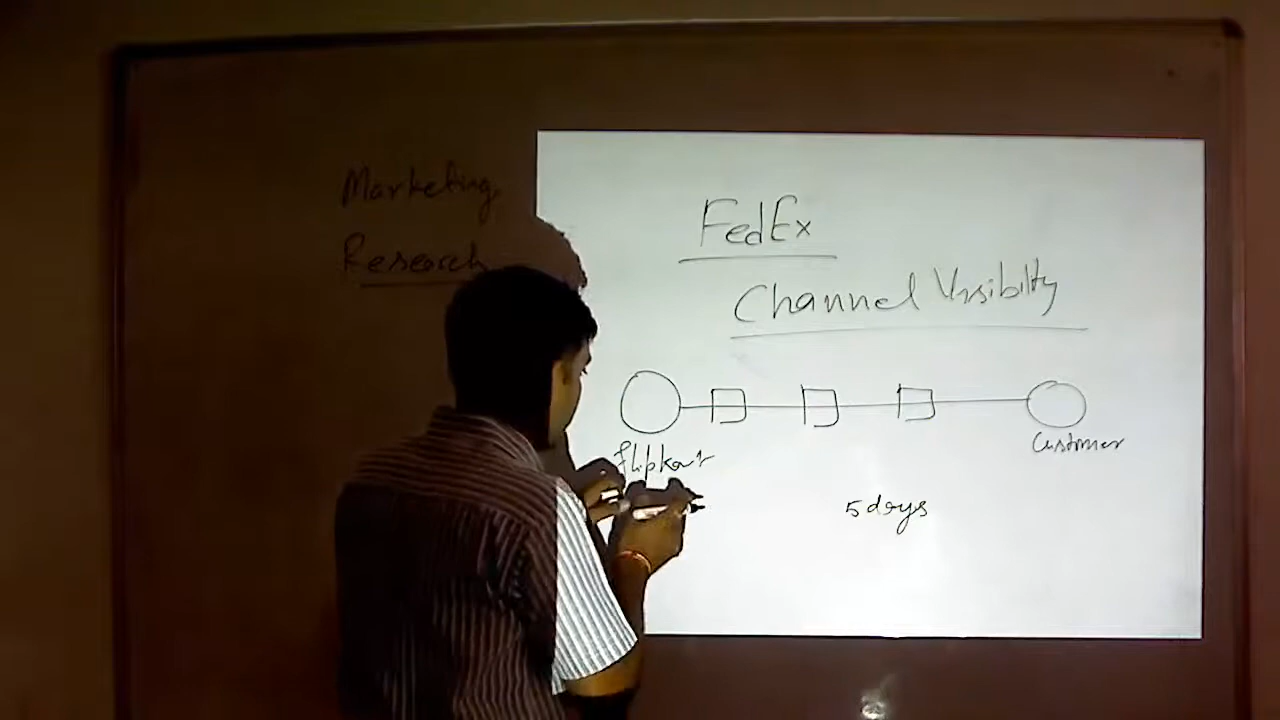 Marketing
Research
FedEx
Channel Visibilty
flipkart
Customer
5 days